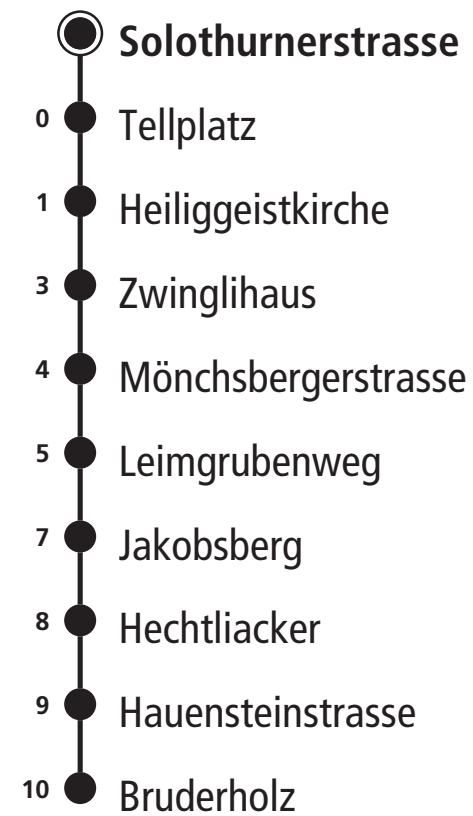 Solothurnerstrasse
0 Tellplatz
1 Heiliggeistkirche
3 Zwinglihaus
4 Mönchsbergerstrasse
5 Leimgrubenweg
7 Jakobsberg
8 Hechtliacker
9 Hauensteinstrasse
10 Bruderholz